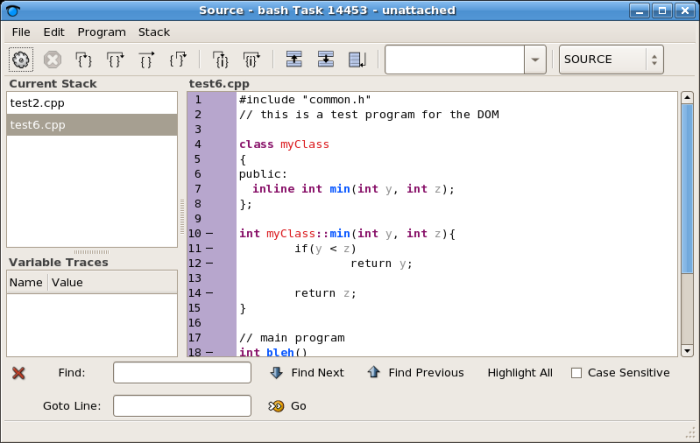 Source - bash Task 14453 - unattached
File Edit Program Stack
SOURCE
Current Stack
test2.cpp
test6.cpp
Variable Traces
Name Value
test6.cpp
1 #include "common.h"
2 // this is a test program for the DOM
3
4 class myClass
5 {
6 public:
7 inline int min(int y, int z);
8 };
9
10 – int myClass::min(int y, int z){
11 – if(y < z)
12 – return y;
13
14 – return z;
15 }
16
17 // main program
18 – int bleh()
Find: Find Next Find Previous Highlight All Case Sensitive
Goto Line: Go